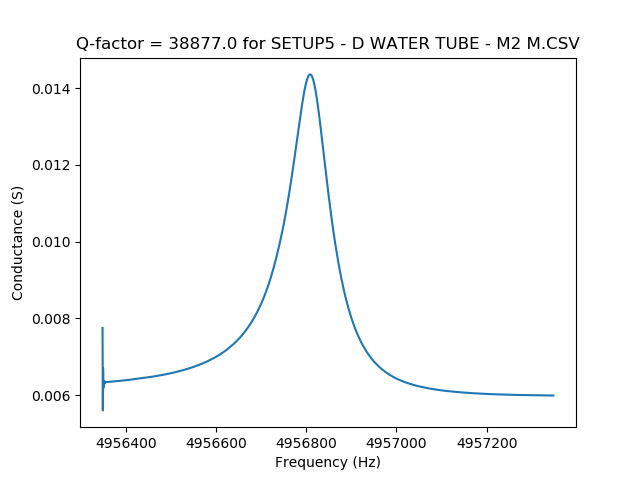 Q-factor = 38877.0 for SETUP5 - D WATER TUBE - M2 M.CSV
0.014
0.012
0.010
0.008
0.006
Conductance (S)
4956400 4956600 4956800 4957000 4957200
Frequency (Hz)